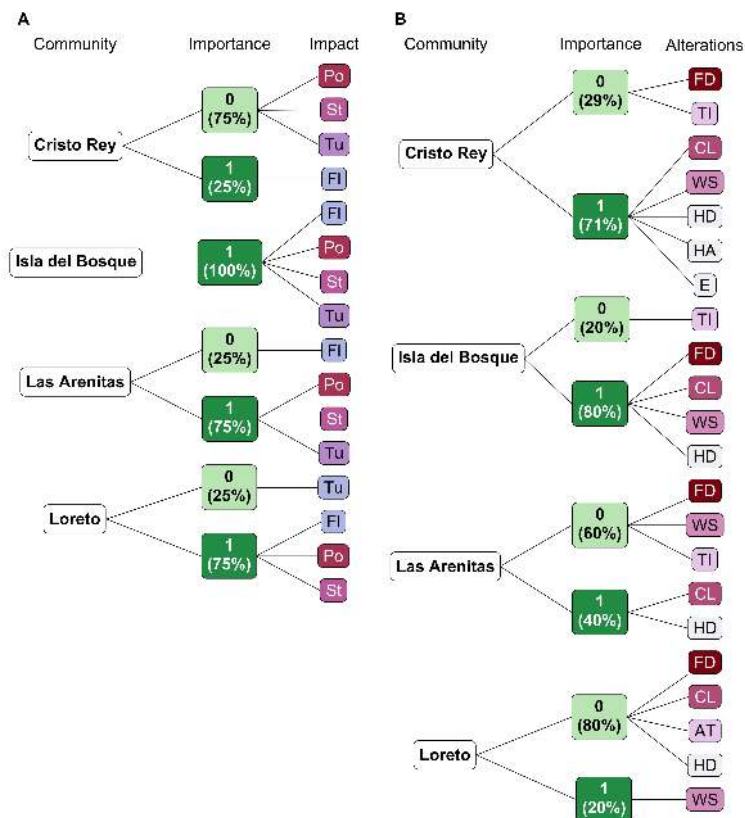 A
Community
Importance
Impact
Cristo Rey
0
(75%)
Po
St
Tu
1
(25%)
Fl
Isla del Bosque
1
(100%)
Fl
Po
St
Tu
Las Arenitas
0
(25%)
Fl
1
(75%)
Po
St
Tu
Loreto
0
(25%)
Tu
1
(75%)
Fl
Po
St
B
Community
Importance
Alterations
Cristo Rey
0
(29%)
FD
TI
1
(71%)
CL
WS
HD
HA
E
Isla del Bosque
0
(20%)
TI
1
(80%)
FD
CL
WS
HD
Las Arenitas
0
(60%)
FD
WS
TI
1
(40%)
CL
HD
Loreto
0
(80%)
FD
CL
AT
HD
1
(20%)
WS